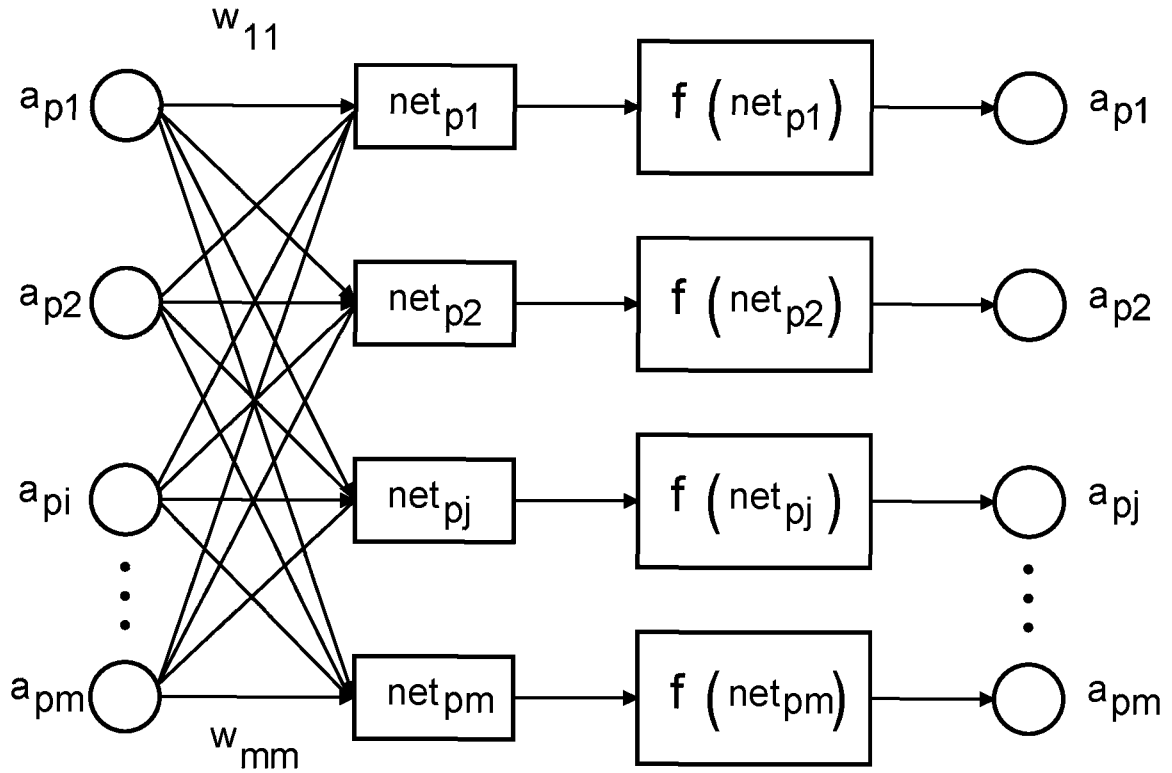 w11
ap1 netp1 f (netp1) ap1
ap2 netp2 f (netp2) ap2
api netpj f (netpj) apj
apm netpm f (netpm) apm
wmm